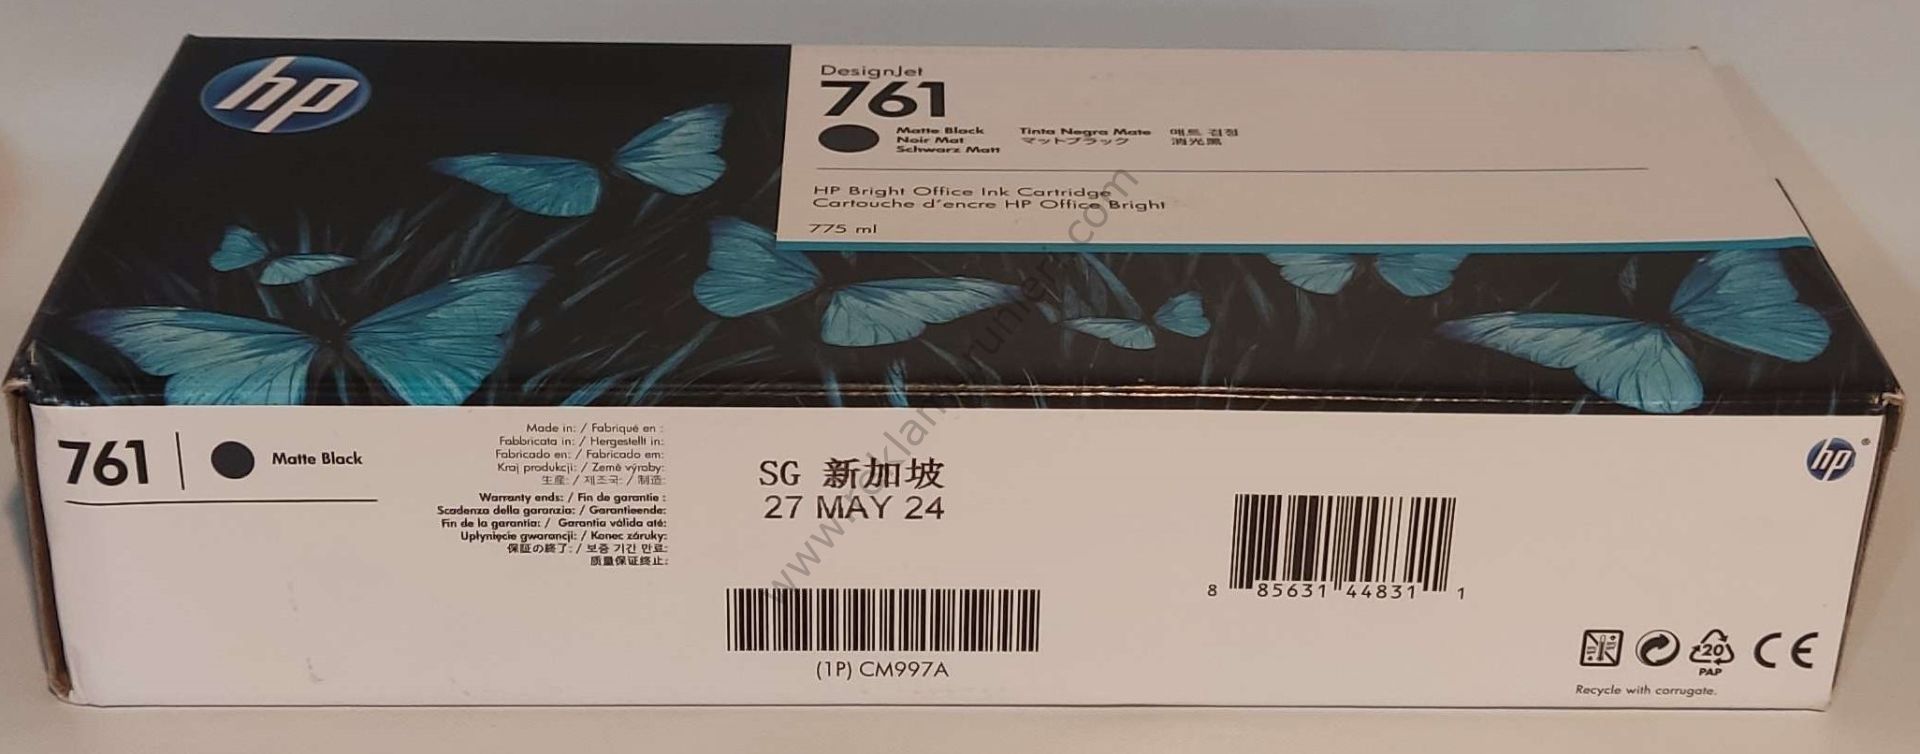 hp
DesignJet
761
Matte Black Tinta Negra Mate 매트 검정
Noir Mat マットブラック 消光黑
Schwarz Matt
HP Bright Office Ink Cartridge
Cartouche d'encre HP Office Bright
775 ml
www.reklamurunleri.com
761 Matte Black
Made in: / Fabriqué en :
Fabbricata in: / Hergestellt in:
Fabricado en: / Fabricado em:
Kraj produkcji: / Země výroby:
生産: / 제조국: / 制造:
Warranty ends: / Fin de garantie :
Scadenza della garanzia: / Garantieende:
Fin de la garantía: / Garantia válida até:
Upłynięcie gwarancji: / Konec záruky:
保証の終了: / 보증 기간 만료:
质量保证终止:
SG 新加坡
27 MAY 24
(1P) CM997A
8 85631 44831 1
hp ®
20
PAP
CE
Recycle with corrugate.